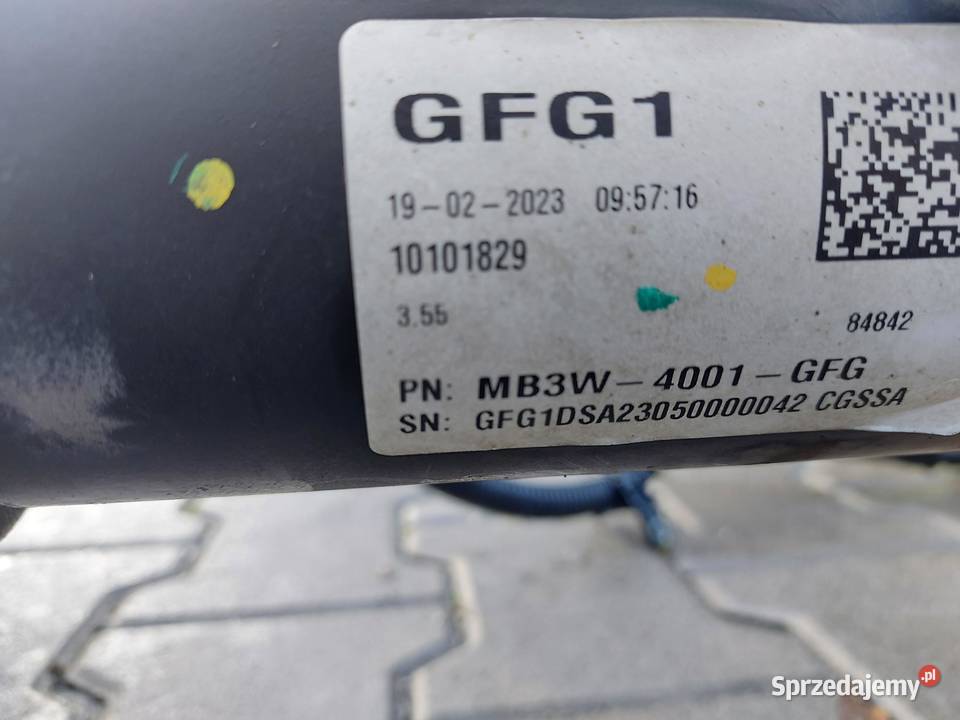 GFG1
19-02-2023 09:57:16
10101829
3.55
84842
PN: MB3W-4001-GFG
SN: GFG1DSA23050000042 CGSSA
Sprzedajemy.pl